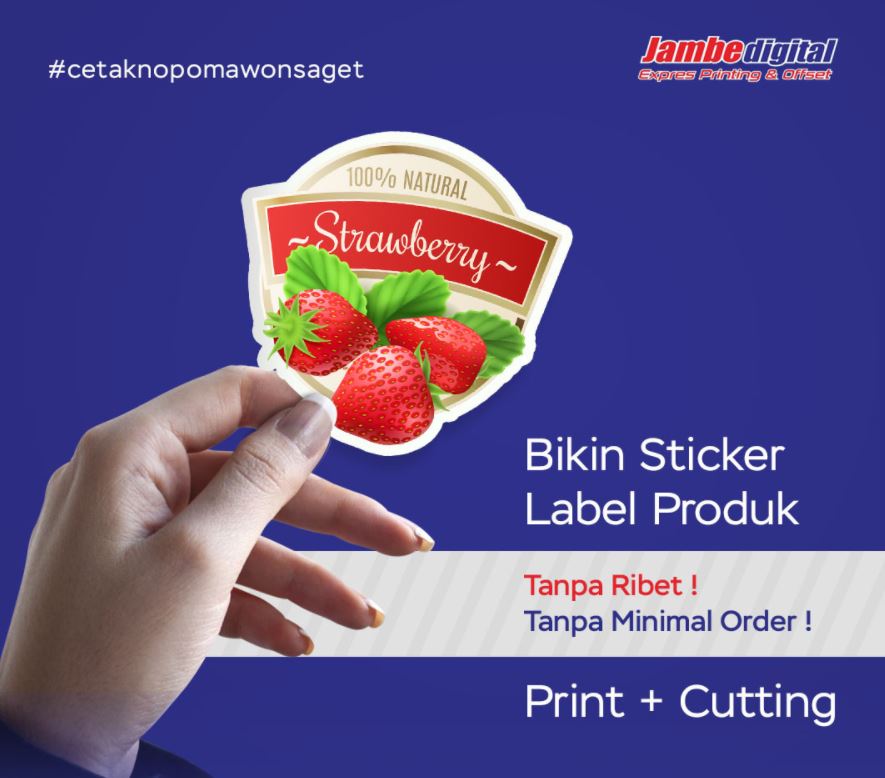 #cetaknopomawonsaget
Jambedigital
Expres Printing & Offset
100% NATURAL
~Strawberry~
Bikin Sticker
Label Produk
Tanpa Ribet !
Tanpa Minimal Order !
Print + Cutting